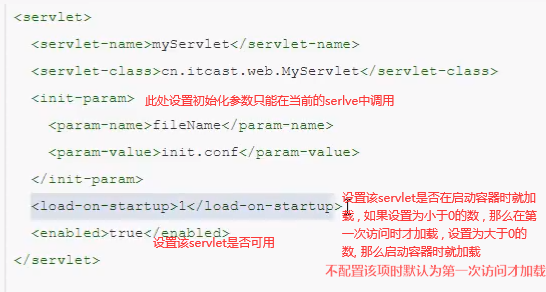 <servlet>
<servlet-name>myServlet</servlet-name>
<servlet-class>cn.itcast.web.MyServlet</servlet-class>
<init-param> 此处设置初始化参数只能在当前的serlve中调用
<param-name>fileName</param-name>
<param-value>init.conf</param-value>
</init-param>
<load-on-startup>1</load-on-startup>
<enabled>true</enabled>
设置该servlet是否可用
</servlet>
设置该servlet是否在启动容器时就加
载，如果设置为小于0的数，那么在第
一次访问时才加载，设置为大于0的
数, 那么启动容器时就加载
不配置该项时默认为第一次访问才加载